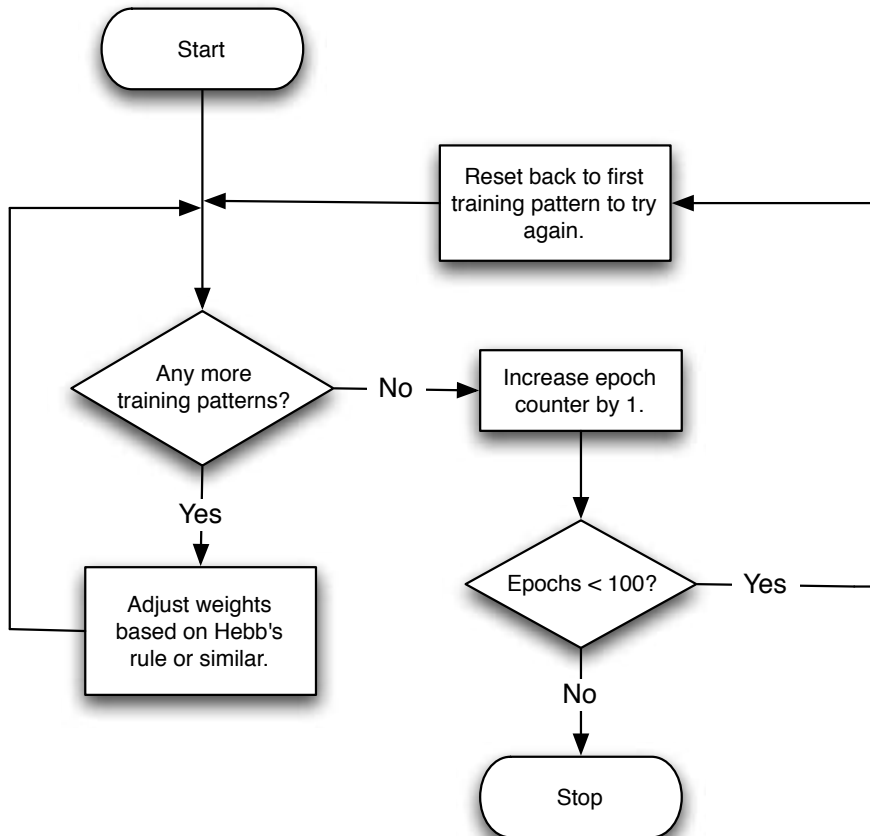 Start
Reset back to first
training pattern to try
again.
Any more
training patterns?
No
Increase epoch
counter by 1.
Yes
Epochs < 100?
Yes
Adjust weights
based on Hebb's
rule or similar.
No
Stop